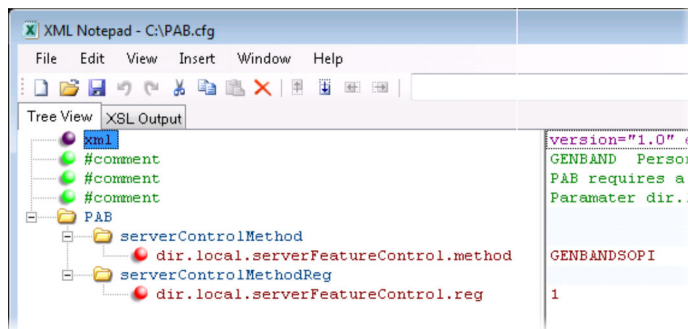 XML Notepad - C:\PAB.cfg
File Edit View Insert Window Help
Tree View XSL Output
xml version="1.0"
#comment GENBAND Person
#comment PAB requires a
#comment Paramater dir.
PAB
serverControlMethod
dir.local.serverFeatureControl.method GENBANDSOPI
serverControlMethodReg
dir.local.serverFeatureControl.reg 1